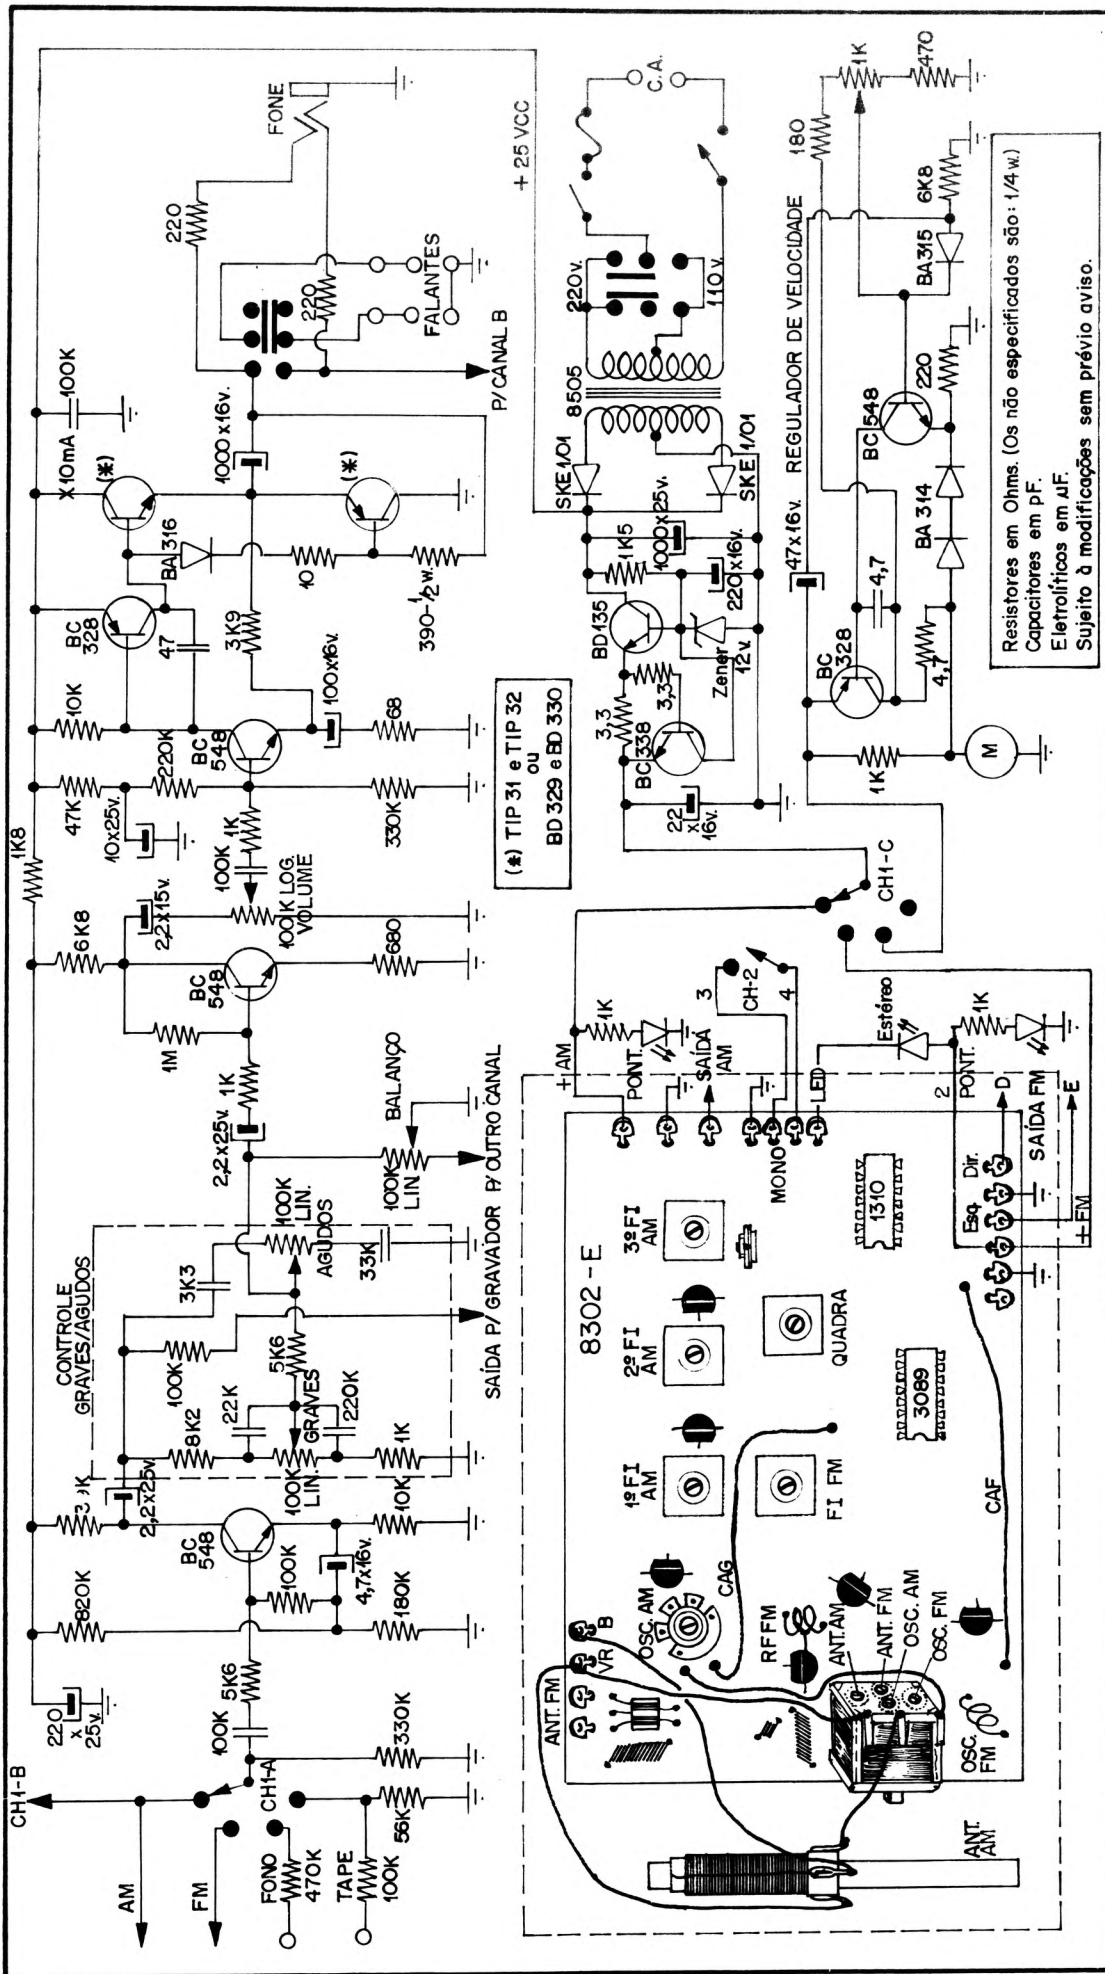 CH1-B
AM
FM
FONO
470K
TAPE
100K
CH1-A
56K
330K
100K
5K6
220
x
25v.
820K
180K
100K
4,7x16v.
BC
548
10K
2,2x25v.
CONTROLE
GRAVES/AGUDOS
8K2
22K
100K
LIN.
GRAVES
220K
1K
100K
5K6
3K3
100K
LIN.
AGUDOS
33K
SAÍDA P/ GRAVADOR
P/OUTRO CANAL
2,2x25v.
100K
LIN
BALANÇO
1K
1M
6K8
BC
548
680
2,2x15v.
100K LOG.
VOLUME
1K8
100K
1K
47K
10x25v.
220K
330K
10K
BC
548
47
100x16v.
68
BC
328
3K9
BA316
10
390-1/2w.
X10mA
(*)
(*)
100K
1000x16v.
220
220
FONE
FALANTES
P/CANAL B
+25 VCC
(*) TIP 31 e TIP 32
ou
BD 329 e BD 330
C.A.
220v.
110v.
8505
SKE1/01
SKE 1/01
1000x25v.
1K5
220x16v.
BD135
Zener
12v.
3,3
3,3
BC338
22
x
16v.
CH1-C
REGULADOR DE VELOCIDADE
47x16v.
180
1K
470
6K8
BA315
BC548
220
BA 314
4,7
4,7
BC
328
1K
M
Resistores em Ohms. (Os não especificados são: 1/4 w.)
Capacitores em pF.
Eletrolíticos em µF.
Sujeito à modificações sem prévio aviso.
8302-E
ANT. FM
VR
B
OSC. AM
CAG
RF FM
ANT.AM
ANT. FM
OSC. AM
OSC. FM
OSC.
FM
ANT.
AM
1º FI
AM
2º FI
AM
3º FI
AM
FI FM
QUADRA
3089
1310
CAF
+ AM
1K
PONT.
SAÍDA
AM
MONO
LED
3
CH-2
4
Estéreo
2
1K
PONT.
Dir.
D
SAÍDA FM
Esq.
E
+ FM